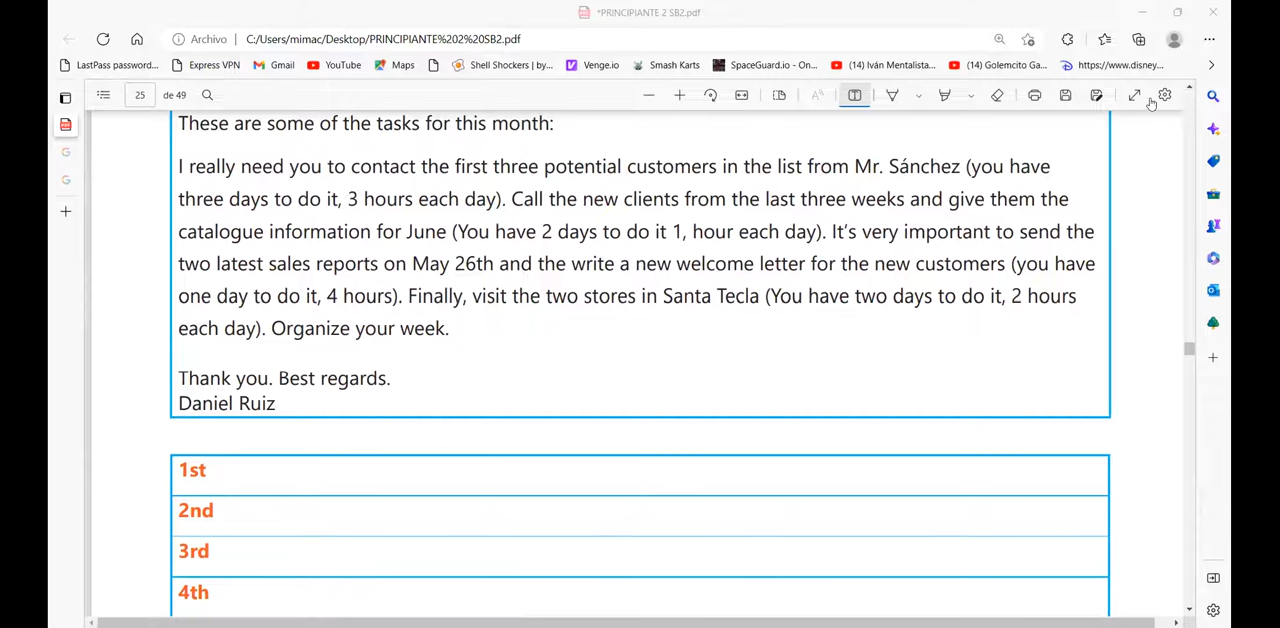 *PRINCIPIANTE 2 SB2.pdf
Archivo C:/Users/mimac/Desktop/PRINCIPIANTE%202%20SB2.pdf
LastPass password... Express VPN Gmail YouTube Maps Shell Shockers | by... Venge.io Smash Karts SpaceGuard.io - On... (14) Iván Mentalista... (14) Golemcito Ga... https://www.disney...
25 de 49
These are some of the tasks for this month:
I really need you to contact the first three potential customers in the list from Mr. Sánchez (you have
three days to do it, 3 hours each day). Call the new clients from the last three weeks and give them the
catalogue information for June (You have 2 days to do it 1, hour each day). It’s very important to send the
two latest sales reports on May 26th and the write a new welcome letter for the new customers (you have
one day to do it, 4 hours). Finally, visit the two stores in Santa Tecla (You have two days to do it, 2 hours
each day). Organize your week.
Thank you. Best regards.
Daniel Ruiz
1st
2nd
3rd
4th